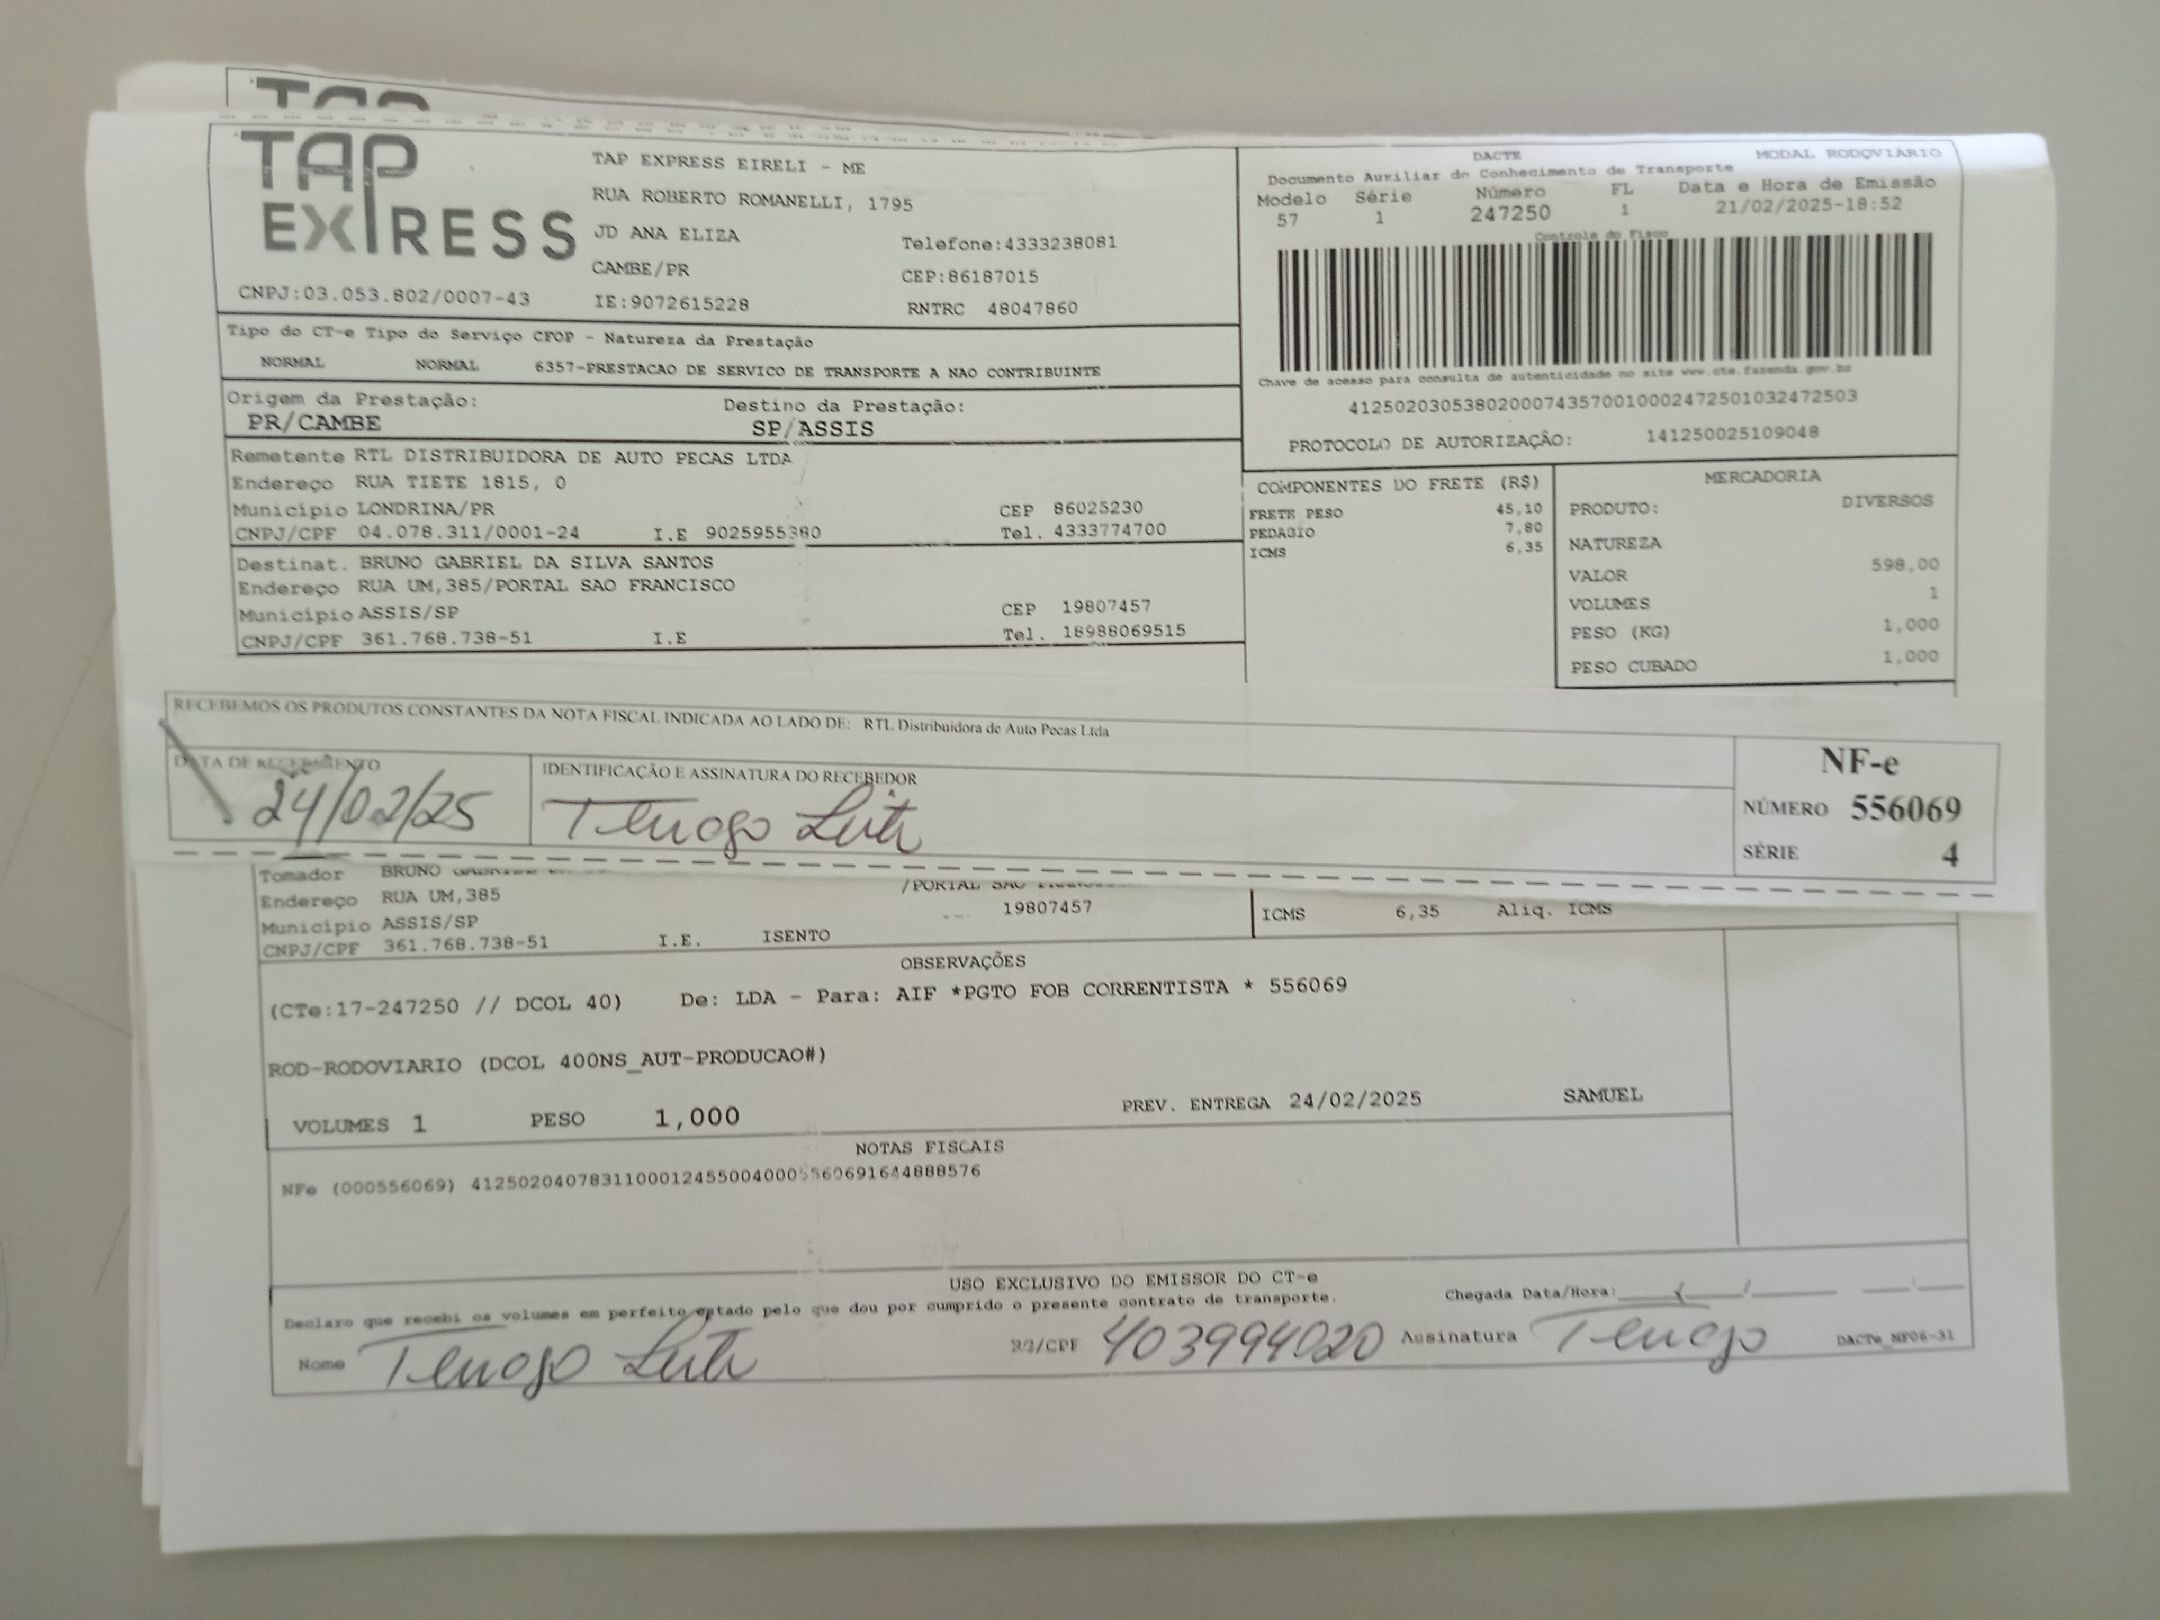 TAP
TAP
EXPRESS
CNPJ:03.053.802/0007-43
TAP EXPRESS EIRELI - ME
RUA ROBERTO ROMANELLI, 1795
JD ANA ELIZA
Telefone:4333238081
CAMBE/PR
CEP:86187015
IE:9072615228
RNTRC 48047860
DACTE
MODAL RODOVIÁRIO
Documento Auxiliar do Conhecimento de Transporte
Modelo Série Número FL Data e Hora de Emissão
57 1 247250 1 21/02/2025-18:52
Controle do Fisco
Chave de acesso para consulta de autenticidade no site www.cte.fazenda.gov.br
41250203053802000743570010002472501032472503
PROTOCOLO DE AUTORIZAÇÃO: 141250025109048
Tipo do CT-e Tipo do Serviço CFOP - Natureza da Prestação
NORMAL NORMAL 6357-PRESTACAO DE SERVICO DE TRANSPORTE A NAO CONTRIBUINTE
Origem da Prestação: Destino da Prestação:
PR/CAMBE SP/ASSIS
Remetente RTL DISTRIBUIDORA DE AUTO PECAS LTDA
Endereço RUA TIETE 1815, 0
Município LONDRINA/PR CEP 86025230
CNPJ/CPF 04.078.311/0001-24 I.E 9025955380 Tel. 4333774700
Destinat. BRUNO GABRIEL DA SILVA SANTOS
Endereço RUA UM,385/PORTAL SAO FRANCISCO
Município ASSIS/SP CEP 19807457
CNPJ/CPF 361.768.738-51 I.E Tel. 18988069515
COMPONENTES DO FRETE (R$)
FRETE PESO 45,10
PEDAGIO 7,80
ICMS 6,35
MERCADORIA
PRODUTO: DIVERSOS
NATUREZA
VALOR 598,00
VOLUMES 1
PESO (KG) 1,000
PESO CUBADO 1,000
RECEBEMOS OS PRODUTOS CONSTANTES DA NOTA FISCAL INDICADA AO LADO DE: RTL Distribuidora de Auto Pecas Ltda
DATA DE RECEBIMENTO
24/02/25
IDENTIFICAÇÃO E ASSINATURA DO RECEBEDOR
NF-e
NÚMERO 556069
SÉRIE 4
Tomador BRUNO GABRIEL
Endereço RUA UM,385 /PORTAL SAO
Município ASSIS/SP 19807457
CNPJ/CPF 361.768.738-51 I.E. ISENTO
ICMS 6,35 Aliq. ICMS
OBSERVAÇÕES
(CTe:17-247250 // DCOL 40) De: LDA - Para: AIF *PGTO FOB CORRENTISTA * 556069
ROD-RODOVIARIO (DCOL 400NS_AUT-PRODUCAO#)
VOLUMES 1 PESO 1,000 PREV. ENTREGA 24/02/2025 SAMUEL
NOTAS FISCAIS
NFe (000556069) 41250204078311000124550040005560691644888576
USO EXCLUSIVO DO EMISSOR DO CT-e
Declaro que recebi os volumes em perfeito estado pelo que dou por cumprido o presente contrato de transporte.
Chegada Data/Hora:
Nome RG/CPF 403994020 Assinatura DACTe_NF06-31